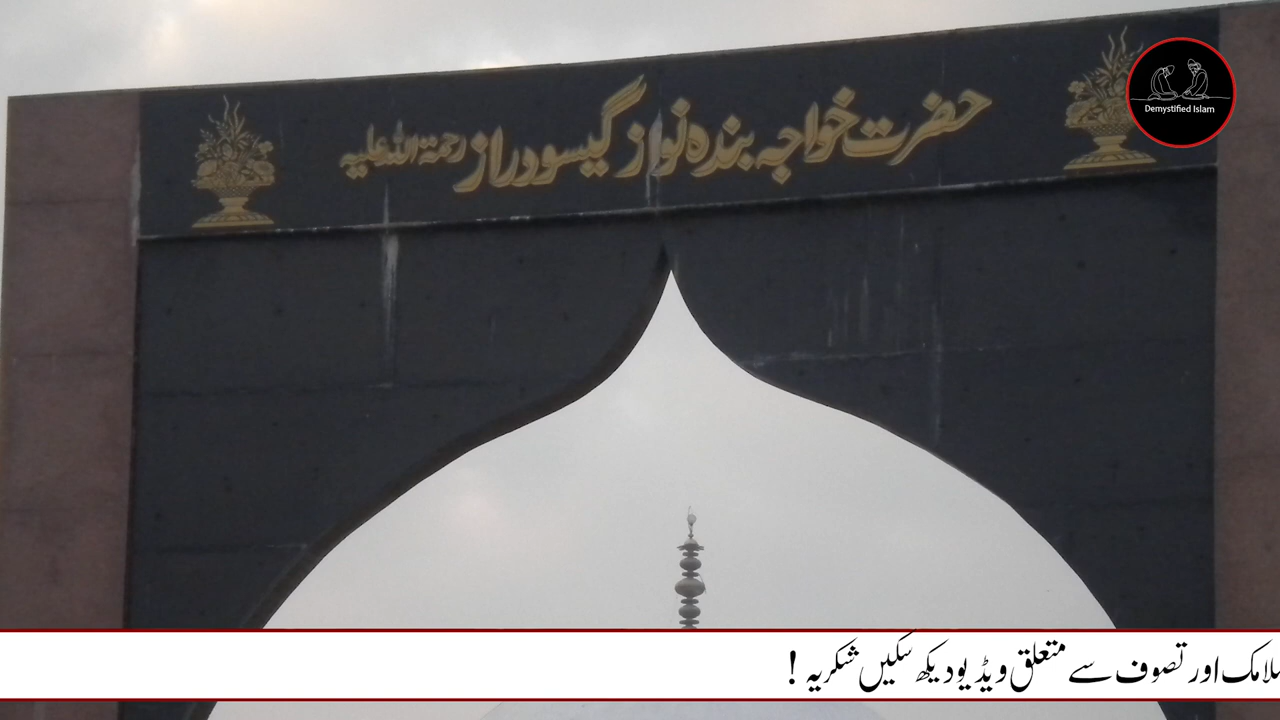 حضرت خواجہ بندہ نواز گیسو دراز رحمۃ اللہ علیہ
Demystified Islam
اور تصوف سے متعلق ویڈیو دیکھ سکیں شکریہ !